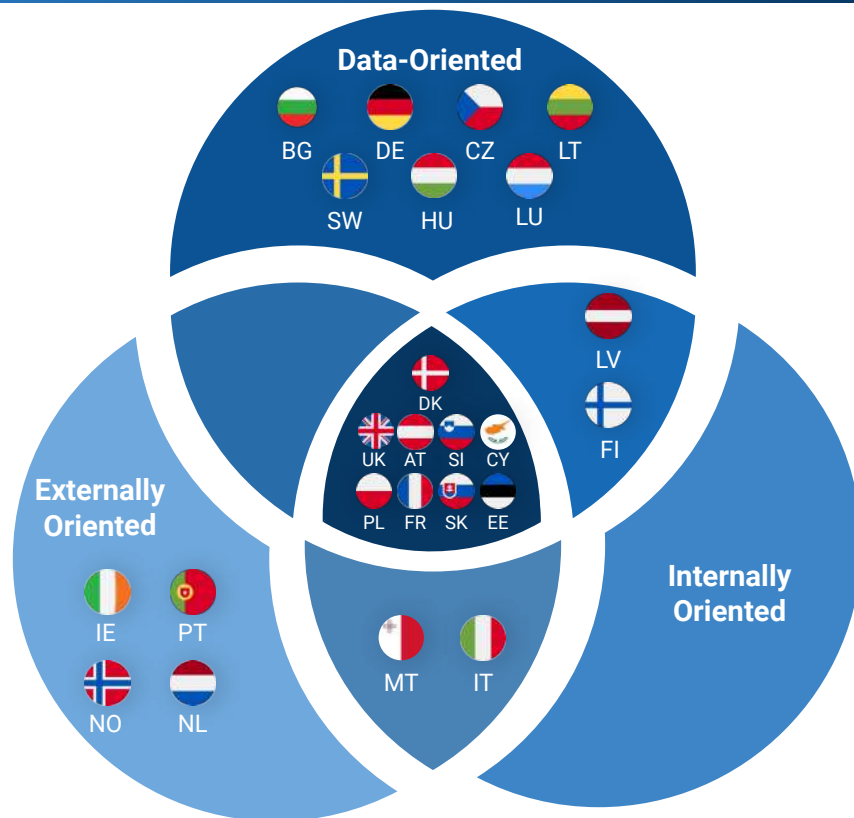 Data-Oriented
BG DE CZ LT
SW HU LU
LV
FI
DK
UK AT SI CY
PL FR SK EE
Externally
Oriented
IE PT
NO NL
Internally
Oriented
MT IT